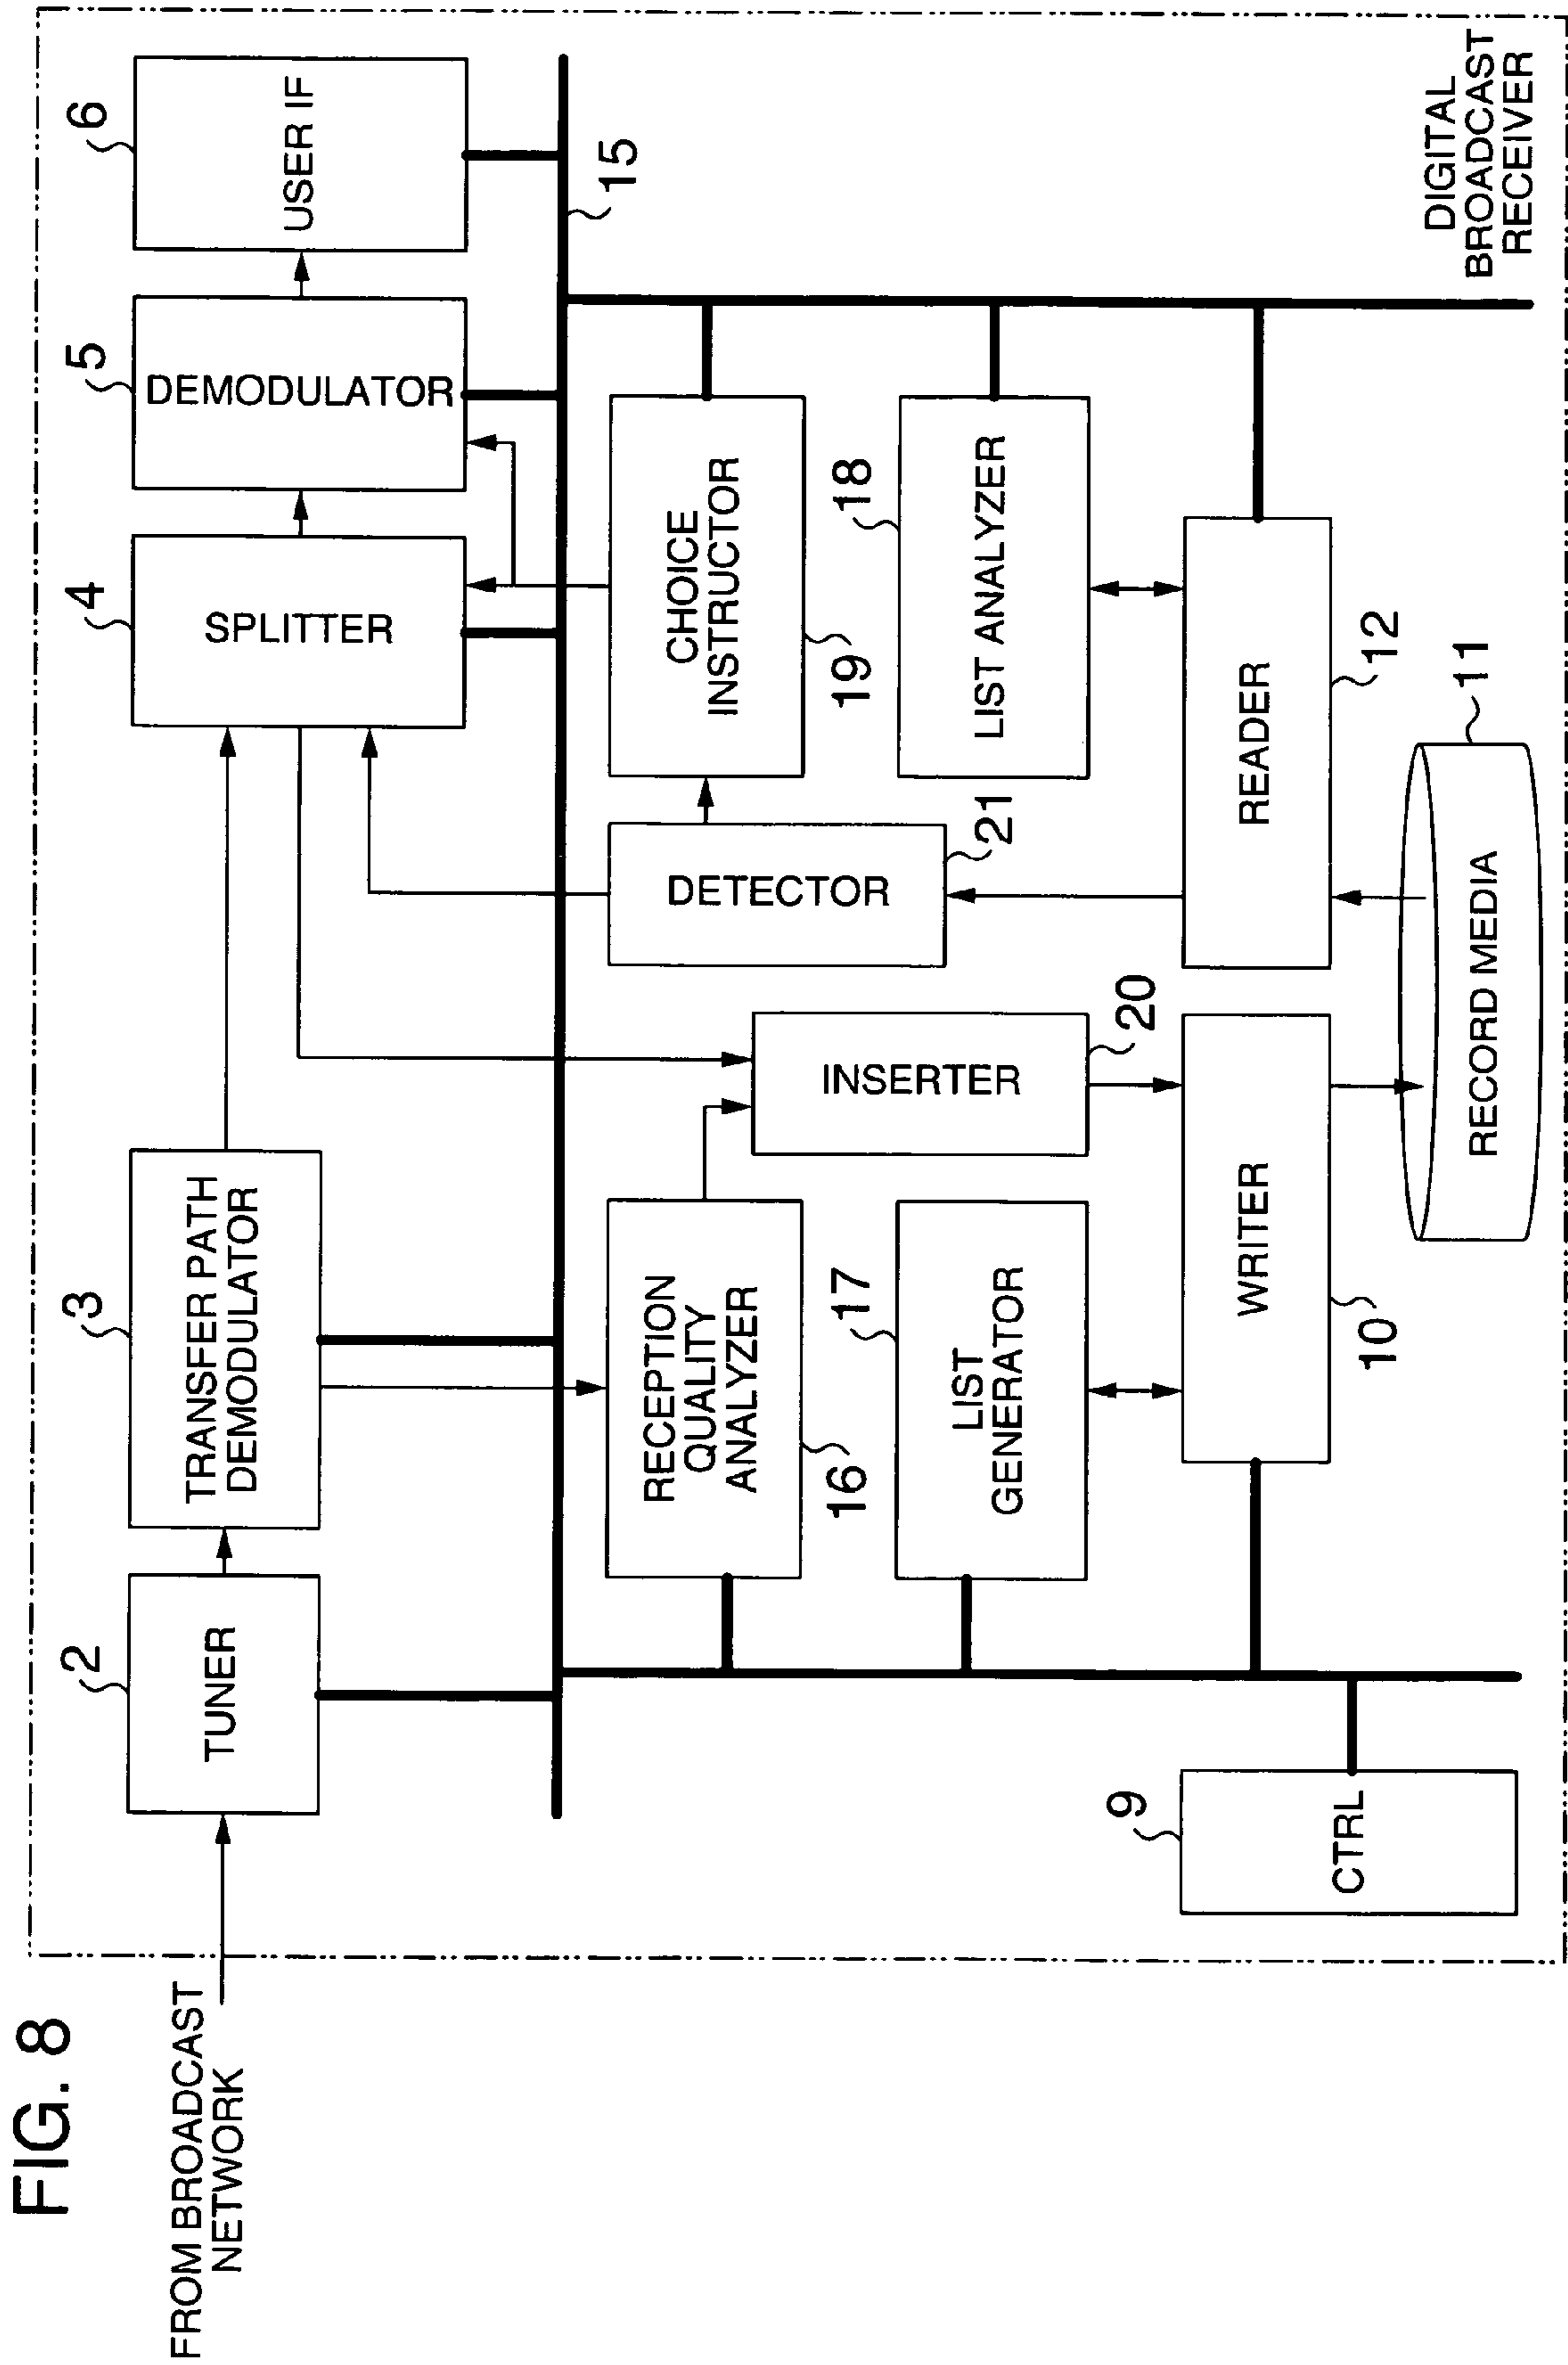 FIG. 8
FROM BROADCAST
NETWORK
2
TUNER
3
TRANSFER PATH
DEMODULATOR
4
SPLITTER
5
DEMODULATOR
6
USER IF
15
RECEPTION
QUALITY
ANALYZER
16
17
LIST
GENERATOR
INSERTER
20
DETECTOR
21
CHOICE
INSTRUCTOR
19
18
LIST ANALYZER
9
CTRL
WRITER
10
READER
12
RECORD MEDIA
11
DIGITAL
BROADCAST
RECEIVER